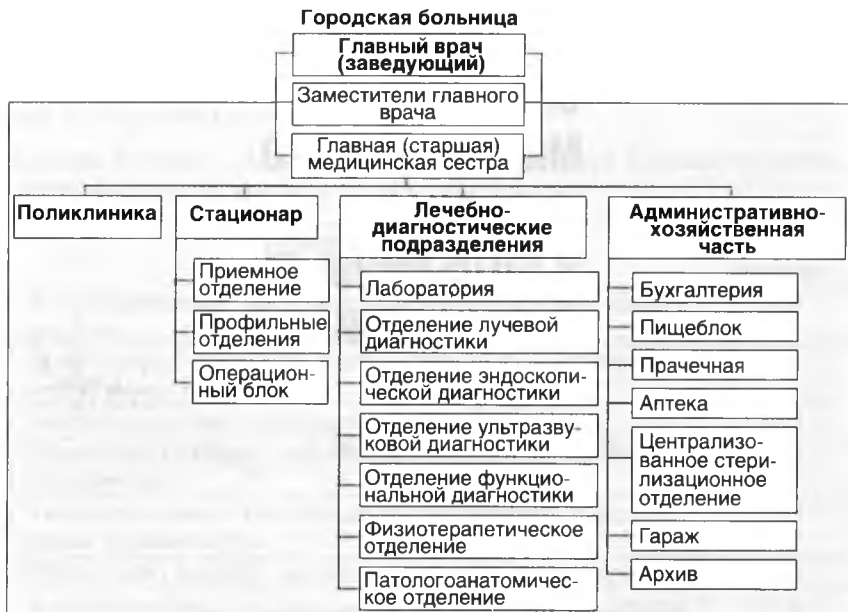 Городская больница
Главный врач
(заведующий)
Заместители главного
врача
Главная (старшая)
медицинская сестра
Поликлиника
Стационар
Приемное
отделение
Профильные
отделения
Операцион-
ный блок
Лечебно-
диагностические
подразделения
Лаборатория
Отделение лучевой
диагностики
Отделение эндоскопи-
ческой диагностики
Отделение ультразву-
ковой диагностики
Отделение функцио-
нальной диагностики
Физиотерапетическое
отделение
Патологоанатомичес-
кое отделение
Административно-
хозяйственная
часть
Бухгалтерия
Пищеблок
Прачечная
Аптека
Централизо-
ванное стери-
лизационное
отделение
Гараж
Архив